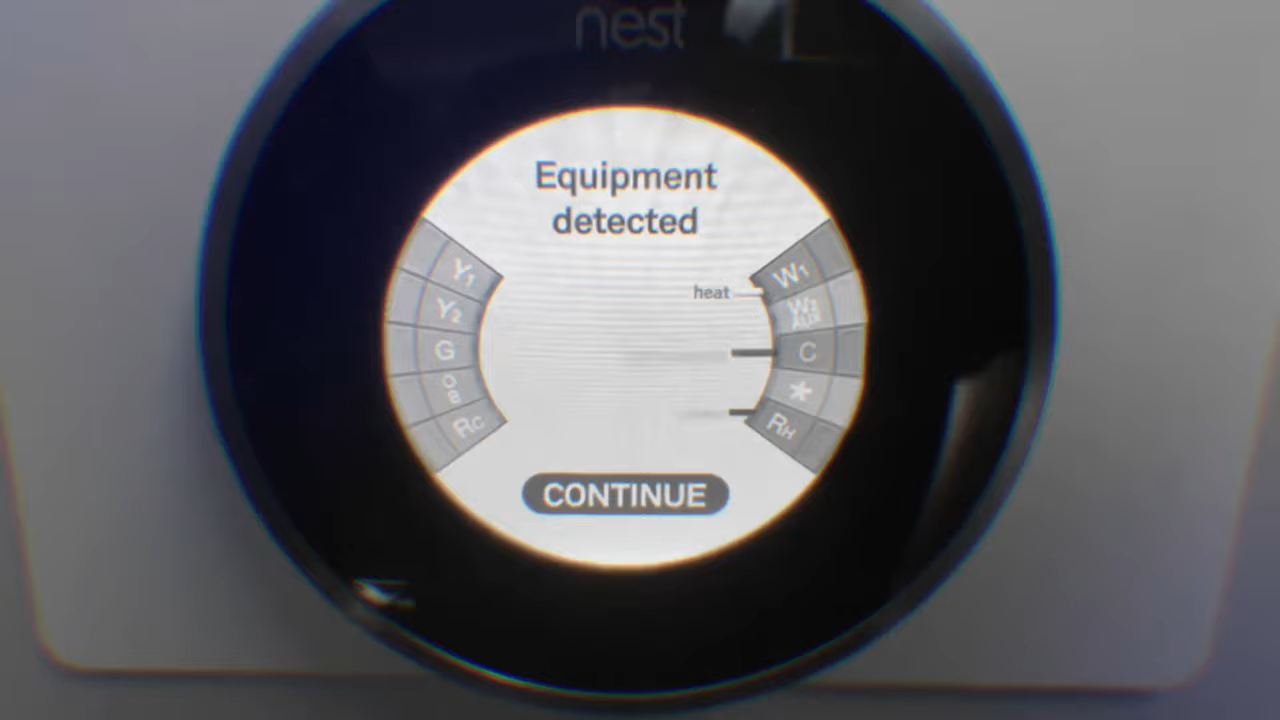 nest
Equipment
detected
Y1
W1
heat
Y2
W2
AUX
G
C
O
B
*
RC
RH
CONTINUE